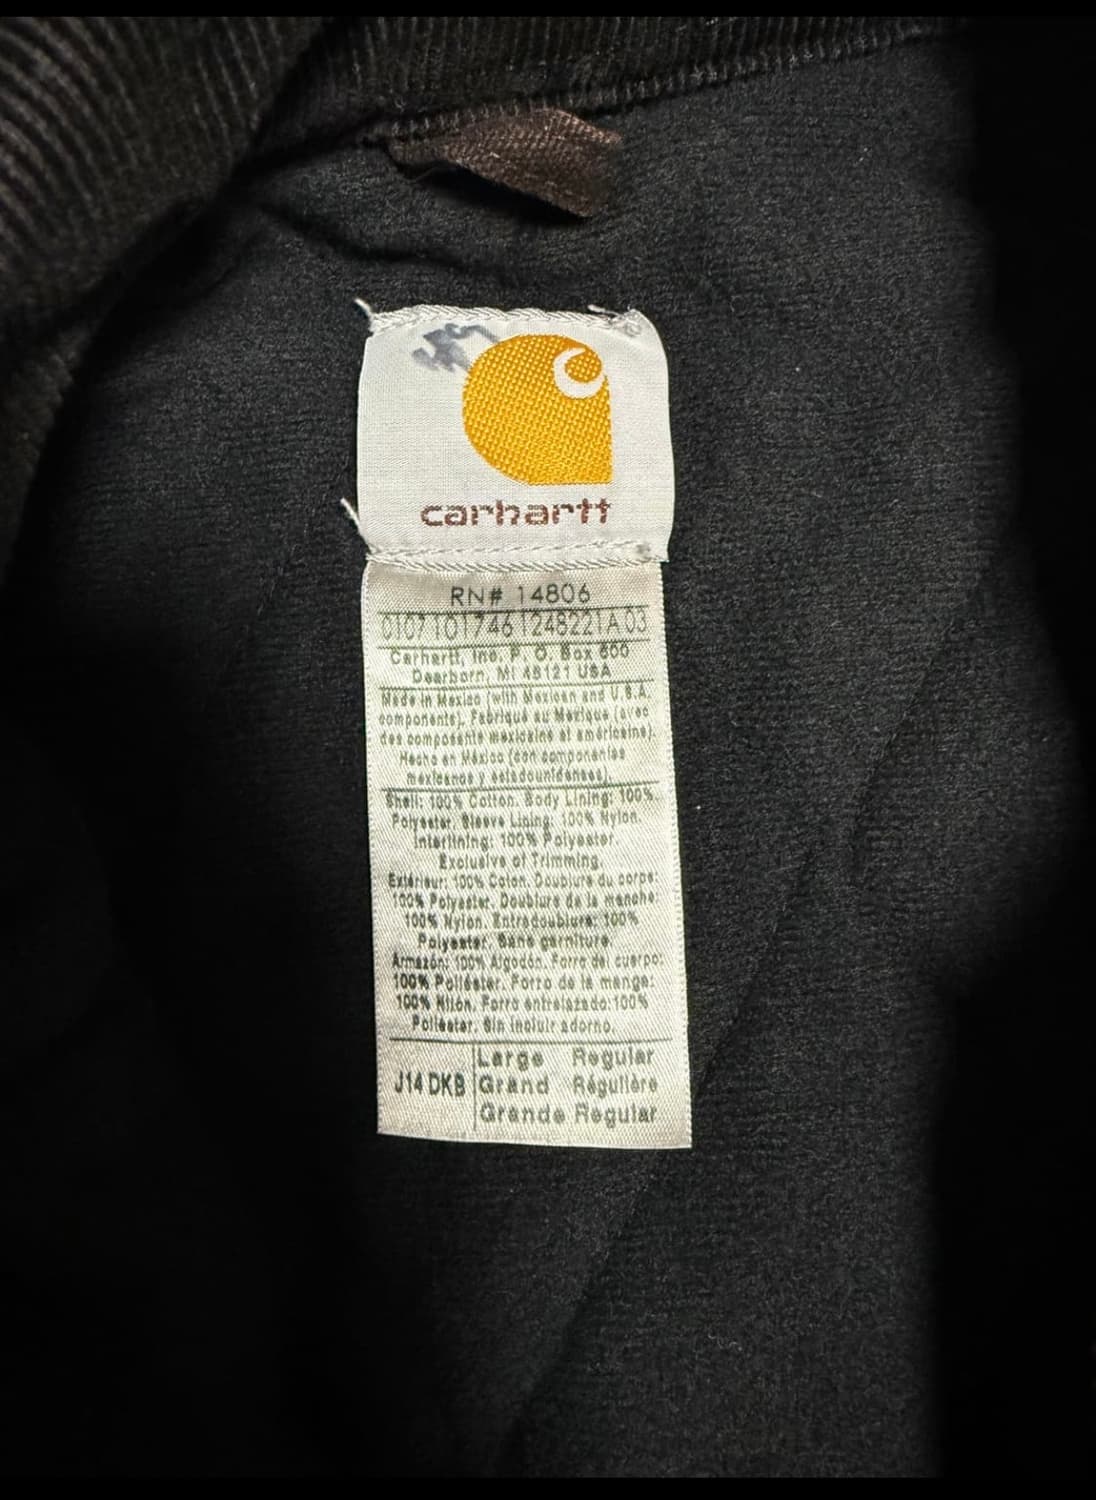 carhartt
RN# 14806
0107 101746 1248221A 03
Carhartt, Inc. P. O. Box 600
Dearborn, MI 48121 USA
Made in Mexico (with Mexican and U.S.A.
components). Fabriqué au Mexique (avec
des composants mexicains et américains).
Hecho en México (con componentes
mexicanos y estadounidenses).
Shell: 100% Cotton. Body Lining: 100%
Polyester. Sleeve Lining: 100% Nylon.
Interlining: 100% Polyester.
Exclusive of Trimming.
Extérieur: 100% Coton. Doublure du corps:
100% Polyester. Doublure de la manche:
100% Nylon. Entredoublure: 100%
Polyester. Sans garniture.
Armazón: 100% Algodón. Forro del cuerpo:
100% Poliéster. Forro de la manga:
100% Nilón. Forro entrelazado: 100%
Poliéster. Sin incluir adorno.
J14 DKB
Large Regular
Grand Régulière
Grande Regular